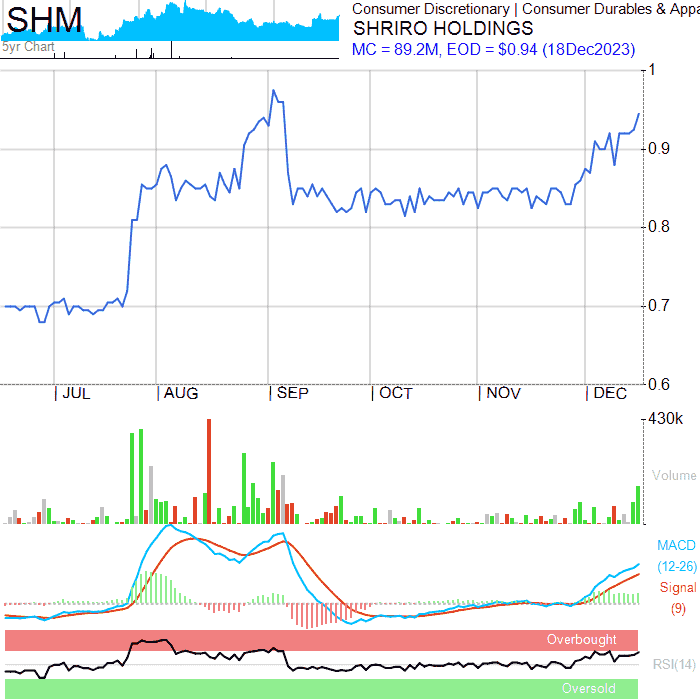 SHM
5yr Chart
Consumer Discretionary | Consumer Durables & Appa
SHRIRO HOLDINGS
MC = 89.2M, EOD = $0.94 (18Dec2023)
1
0.9
0.8
0.7
0.6
JUL AUG SEP OCT NOV DEC
430k
Volume
MACD
(12-26)
Signal
(9)
Overbought
RSI(14)
Oversold